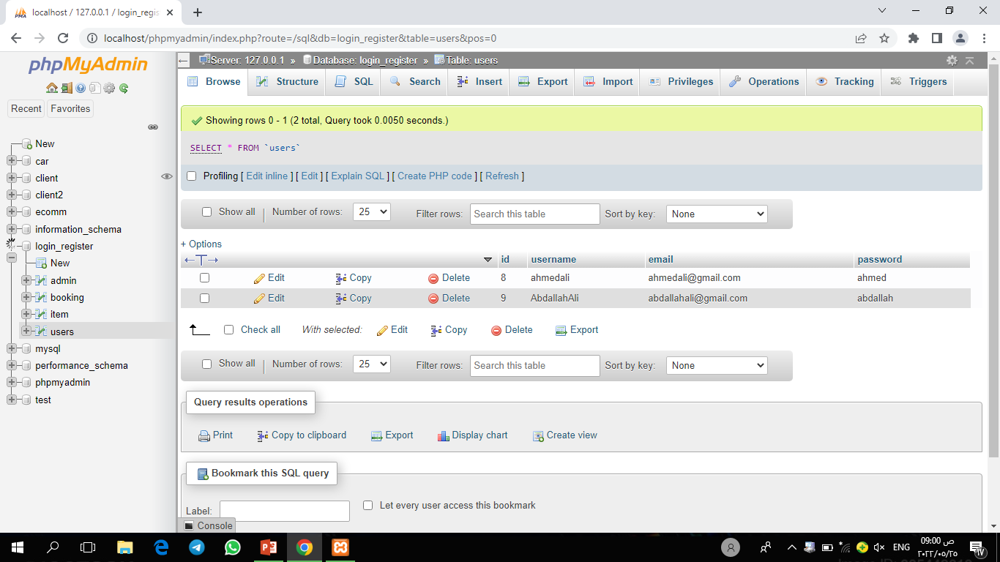 localhost / 127.0.0.1 / login_regis
localhost/phpmyadmin/index.php?route=/sql&db=login_register&table=users&pos=0
phpMyAdmin
Recent Favorites
New
car
client
client2
ecomm
information_schema
login_register
New
admin
booking
item
users
mysql
performance_schema
phpmyadmin
test
Server: 127.0.0.1 » Database: login_register » Table: users
Browse Structure SQL Search Insert Export Import Privileges Operations Tracking Triggers
Showing rows 0 - 1 (2 total, Query took 0.0050 seconds.)
SELECT * FROM `users`
Profiling [ Edit inline ] [ Edit ] [ Explain SQL ] [ Create PHP code ] [ Refresh ]
Show all | Number of rows: 25 Filter rows: Search this table Sort by key: None
+ Options
←T→ id username email password
Edit Copy Delete 8 ahmedali ahmedali@gmail.com ahmed
Edit Copy Delete 9 AbdallahAli abdallahali@gmail.com abdallah
Check all With selected: Edit Copy Delete Export
Show all | Number of rows: 25 Filter rows: Search this table Sort by key: None
Query results operations
Print Copy to clipboard Export Display chart Create view
Bookmark this SQL query
Label: Let every user access this bookmark
Console
ENG
09:00 ص
٢٠٢٢/٠٥/٢٥